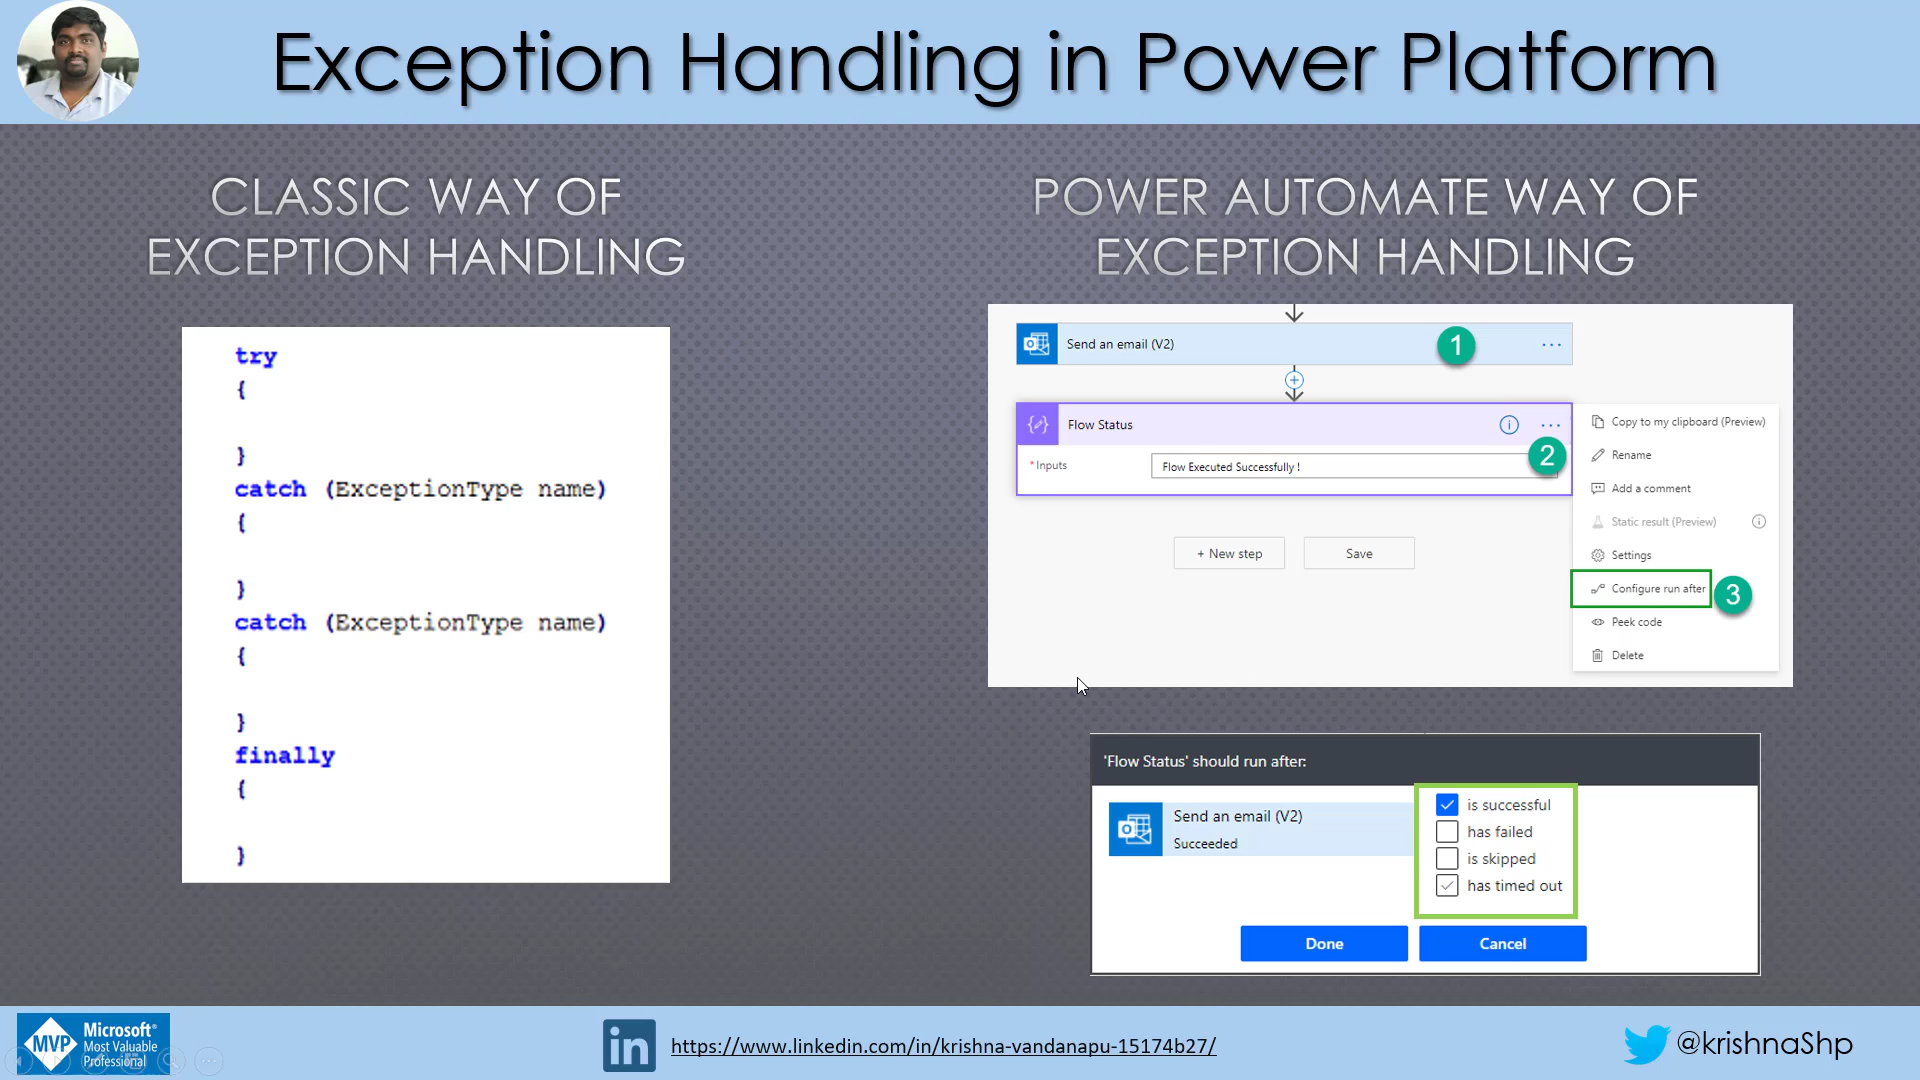 Exception Handling in Power Platform
CLASSIC WAY OF
EXCEPTION HANDLING
try
{
}
catch (ExceptionType name)
{
}
catch (ExceptionType name)
{
}
finally
{
}
POWER AUTOMATE WAY OF
EXCEPTION HANDLING
Send an email (V2)
1
Flow Status
* Inputs
Flow Executed Successfully !
2
+ New step
Save
Copy to my clipboard (Preview)
Rename
Add a comment
Static result (Preview)
Settings
Configure run after
3
Peek code
Delete
'Flow Status' should run after:
Send an email (V2)
Succeeded
is successful
has failed
is skipped
has timed out
Done
Cancel
MVP
Microsoft®
Most Valuable
Professional
in
https://www.linkedin.com/in/krishna-vandanapu-15174b27/
@krishnaShp